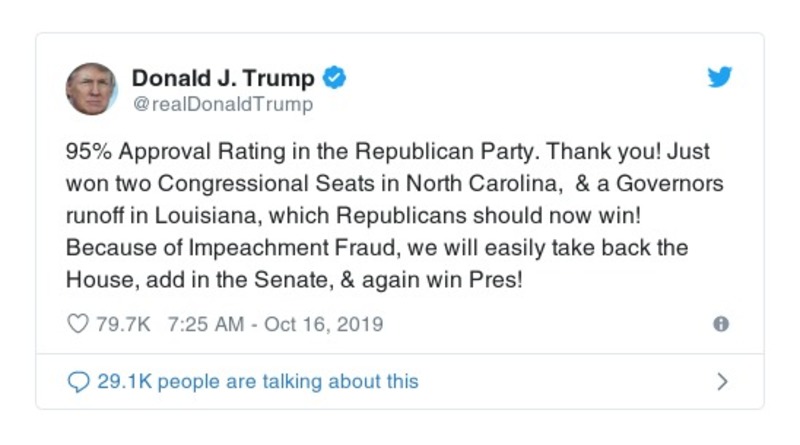 Donald J. Trump
@realDonaldTrump
95% Approval Rating in the Republican Party. Thank you! Just
won two Congressional Seats in North Carolina,  & a Governors
runoff in Louisiana, which Republicans should now win!
Because of Impeachment Fraud, we will easily take back the
House, add in the Senate, & again win Pres!
79.7K 7:25 AM - Oct 16, 2019
29.1K people are talking about this